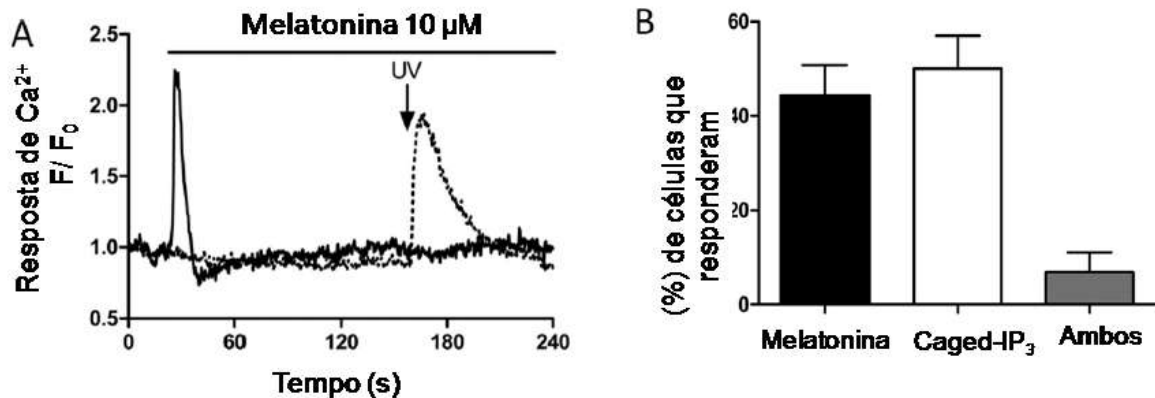 A
Melatonina 10 µM
UV
Resposta de Ca²⁺
F/ F₀
2.5
2.0
1.5
1.0
0.5
0
60
120
180
240
Tempo (s)
B
(%) de células que
responderam
60
40
20
0
Melatonina
Caged-IP₃
Ambos